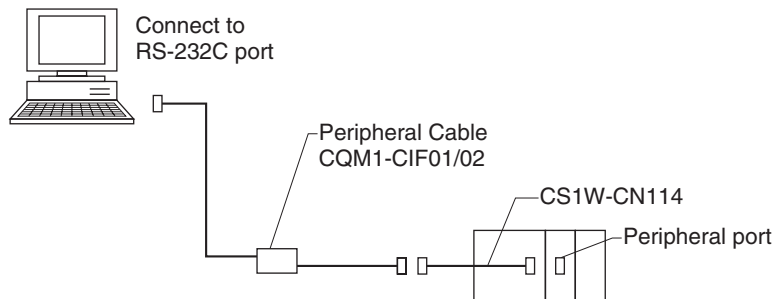 Connect to
RS-232C port
Peripheral Cable
CQM1-CIF01/02
CS1W-CN114
Peripheral port